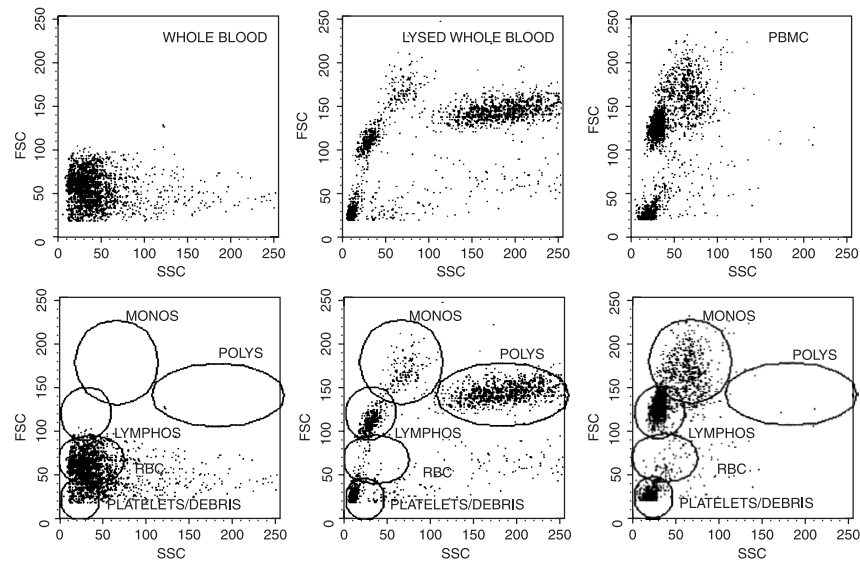 WHOLE BLOOD
FSC
250
200
150
100
50
0
0 50 100 150 200 250
SSC
LYSED WHOLE BLOOD
FSC
250
200
150
100
50
0
0 50 100 150 200 250
SSC
PBMC
FSC
250
200
150
100
50
0
0 50 100 150 200 250
SSC
MONOS
POLYS
LYMPHOS
RBC
PLATELETS/DEBRIS
FSC
250
200
150
100
50
0
0 50 100 150 200 250
SSC
MONOS
POLYS
LYMPHOS
RBC
PLATELETS/DEBRIS
FSC
250
200
150
100
50
0
0 50 100 150 200 250
SSC
MONOS
POLYS
LYMPHOS
RBC
PLATELETS/DEBRIS
FSC
250
200
150
100
50
0
0 50 100 150 200 250
SSC